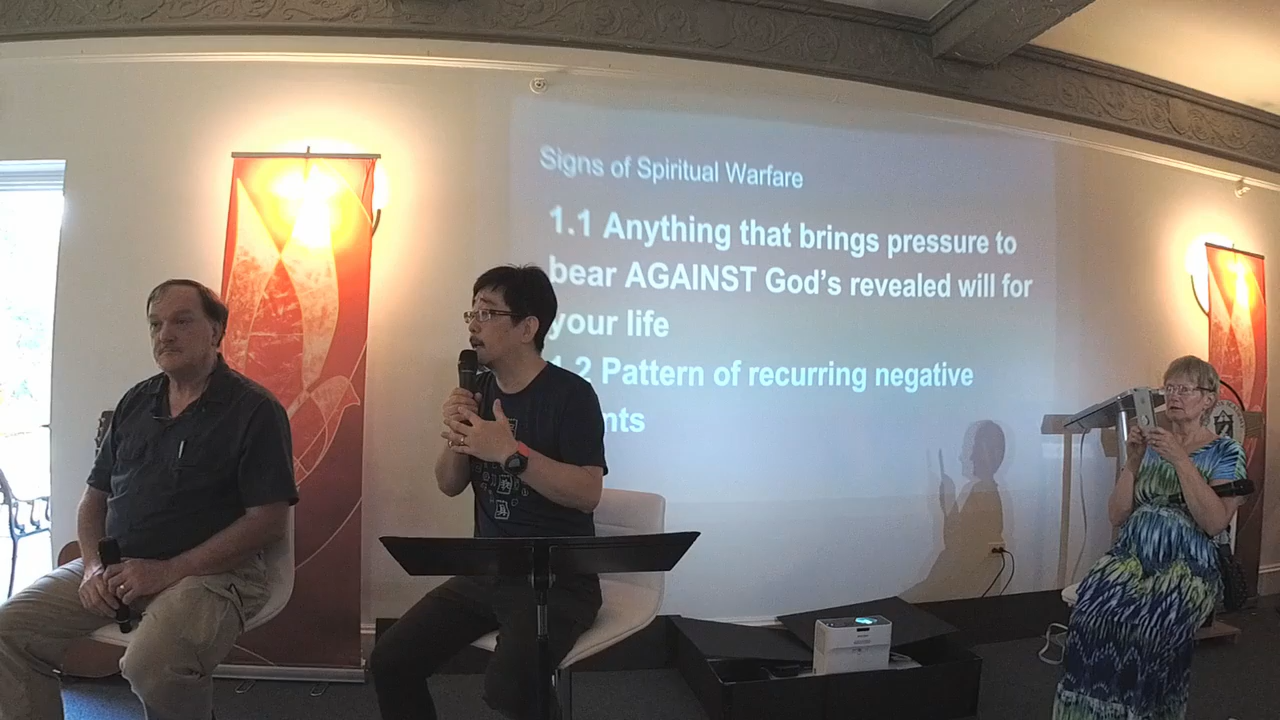 Signs of Spiritual Warfare
1.1 Anything that brings pressure to
bear AGAINST God's revealed will for
your life
1.2 Pattern of recurring negative
nts